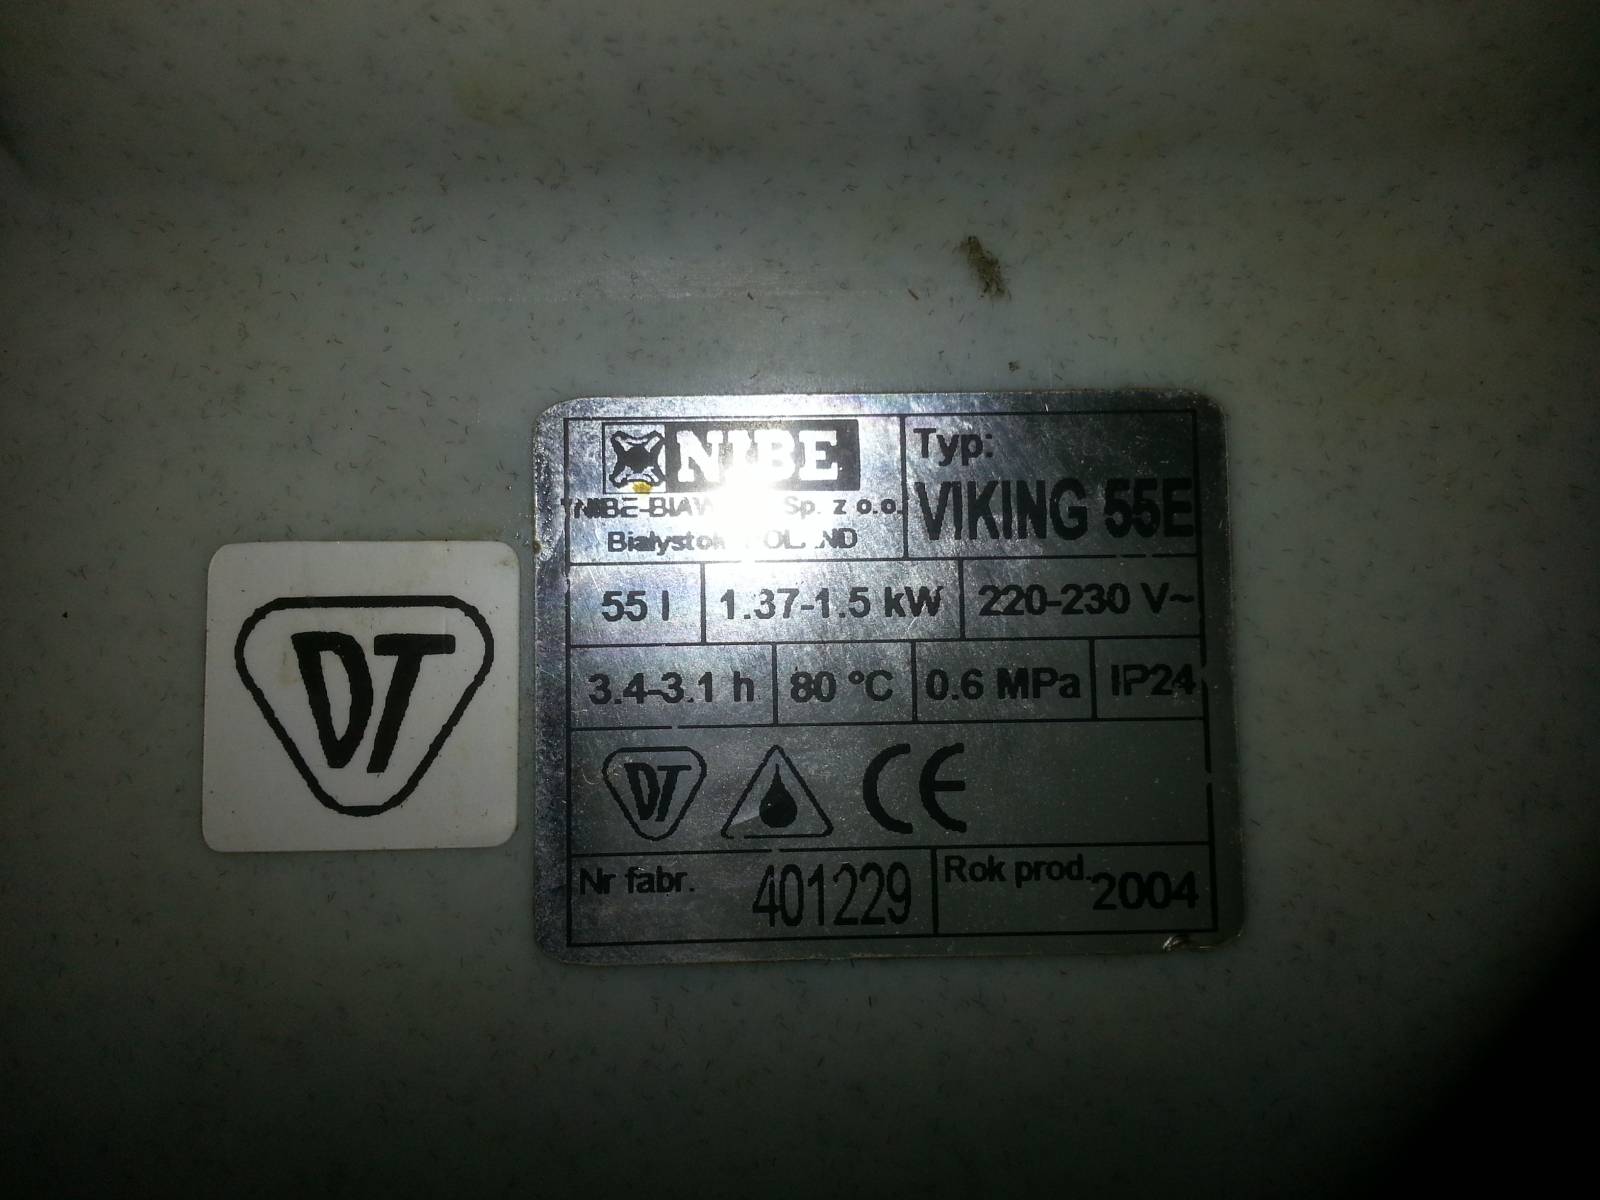 NIBE
Sp. z o.o.
Białystok
Typ:
VIKING 55E
55 l
1.37-1.5 kW
220-230 V~
3.4-3.1 h
80 °C
0.6 MPa
IP24
DT
DT
CE
Nr fabr.
401229
Rok prod.
2004